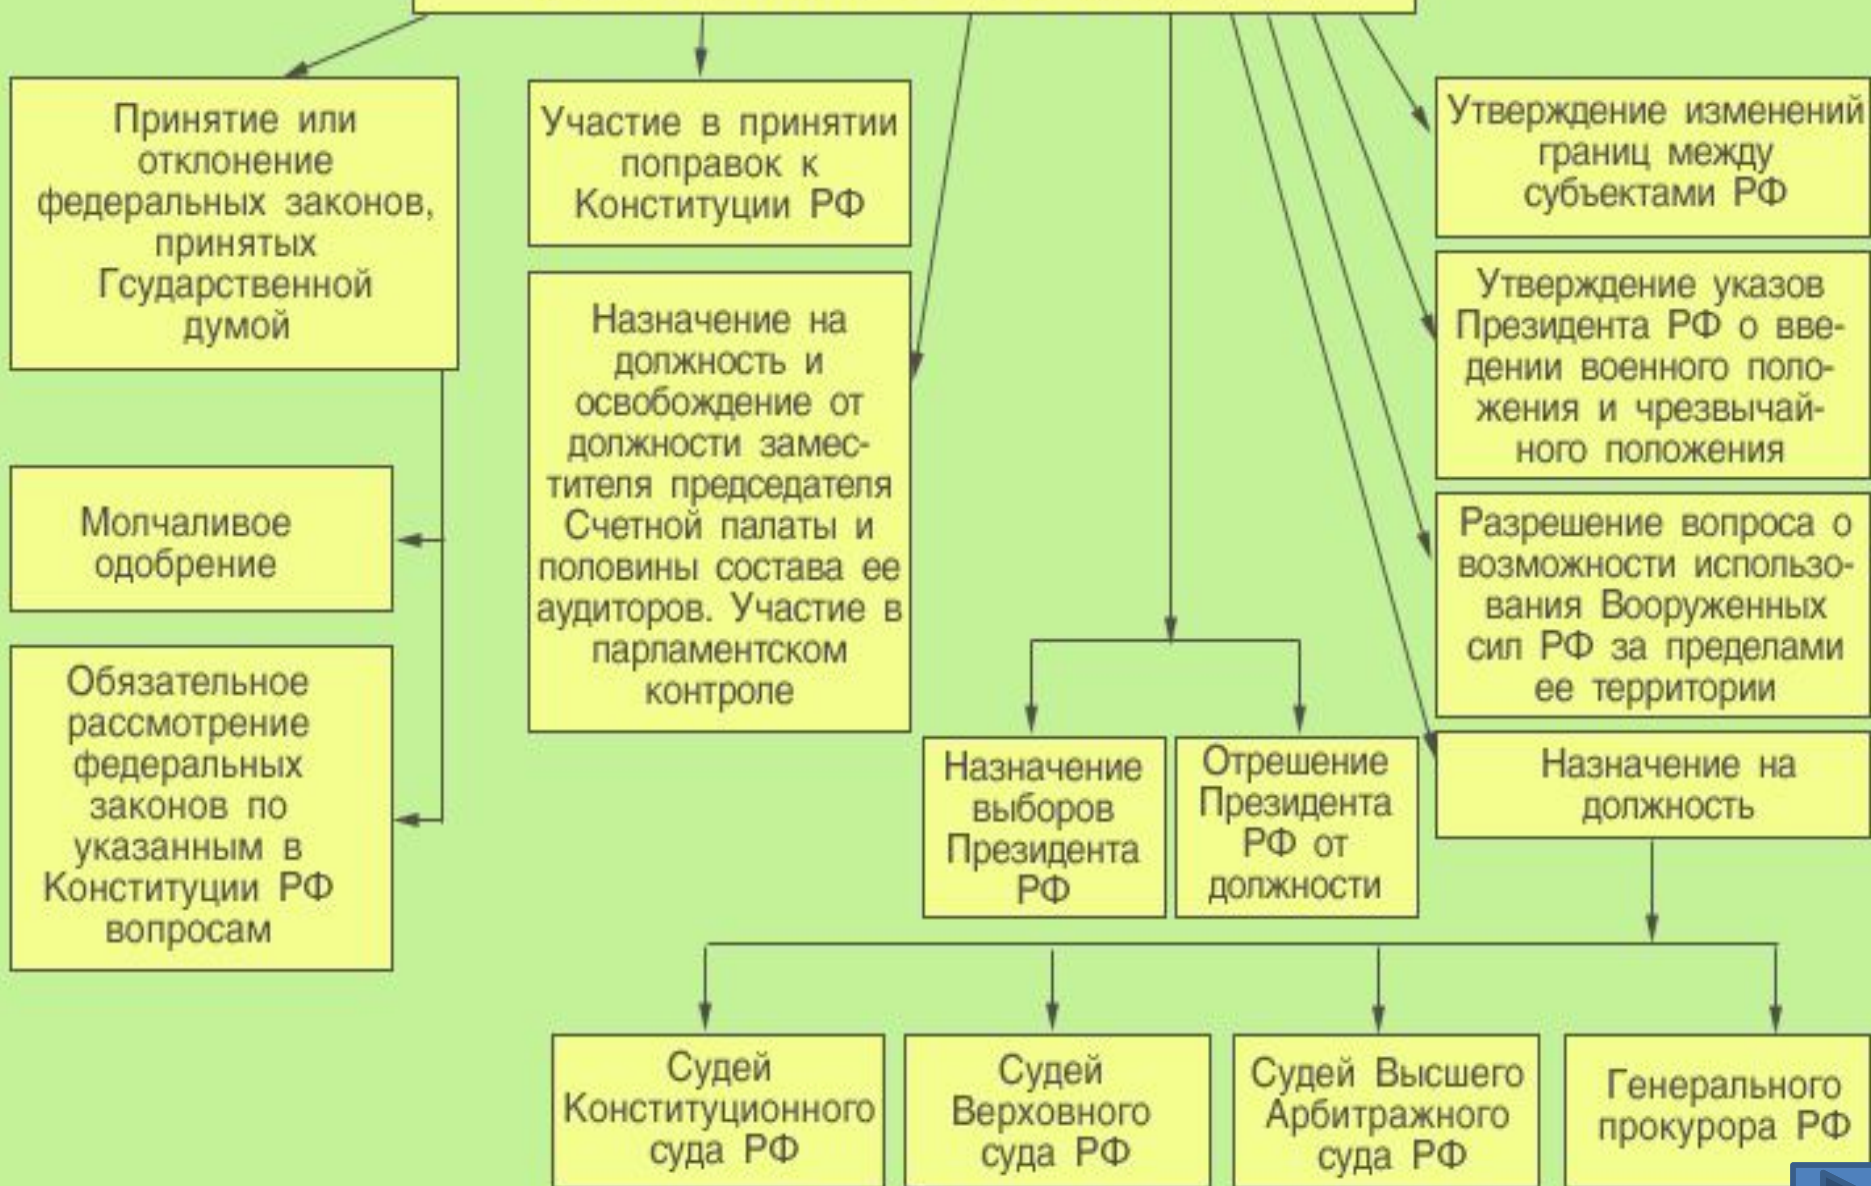 Принятие или
отклонение
федеральных законов,
принятых
Гсударственной
думой
Молчаливое
одобрение
Обязательное
рассмотрение
федеральных
законов по
указанным в
Конституции РФ
вопросам
Участие в принятии
поправок к
Конституции РФ
Назначение на
должность и
освобождение от
должности замес-
тителя председателя
Счетной палаты и
половины состава ее
аудиторов. Участие в
парламентском
контроле
Назначение
выборов
Президента
РФ
Отрешение
Президента
РФ от
должности
Утверждение изменений
границ между
субъектами РФ
Утверждение указов
Президента РФ о вве-
дении военного поло-
жения и чрезвычай-
ного положения
Разрешение вопроса о
возможности использо-
вания Вооруженных
сил РФ за пределами
ее территории
Назначение на
должность
Судей
Конституционного
суда РФ
Судей
Верховного
суда РФ
Судей Высшего
Арбитражного
суда РФ
Генерального
прокурора РФ